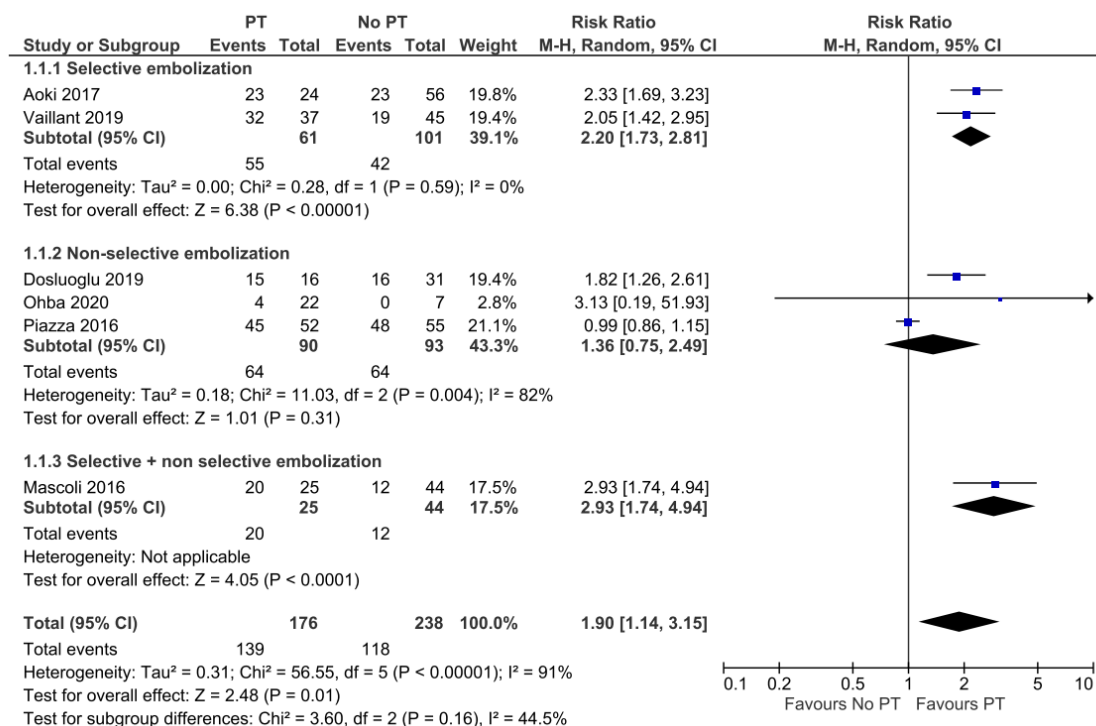 PT No PT Risk Ratio Risk Ratio
Study or Subgroup Events Total Events Total Weight M-H, Random, 95% CI M-H, Random, 95% CI
1.1.1 Selective embolization
Aoki 2017 23 24 23 56 19.8% 2.33 [1.69, 3.23]
Vaillant 2019 32 37 19 45 19.4% 2.05 [1.42, 2.95]
Subtotal (95% CI) 61 101 39.1% 2.20 [1.73, 2.81]
Total events 55 42
Heterogeneity: Tau² = 0.00; Chi² = 0.28, df = 1 (P = 0.59); I² = 0%
Test for overall effect: Z = 6.38 (P < 0.00001)
1.1.2 Non-selective embolization
Dosluoglu 2019 15 16 16 31 19.4% 1.82 [1.26, 2.61]
Ohba 2020 4 22 0 7 2.8% 3.13 [0.19, 51.93]
Piazza 2016 45 52 48 55 21.1% 0.99 [0.86, 1.15]
Subtotal (95% CI) 90 93 43.3% 1.36 [0.75, 2.49]
Total events 64 64
Heterogeneity: Tau² = 0.18; Chi² = 11.03, df = 2 (P = 0.004); I² = 82%
Test for overall effect: Z = 1.01 (P = 0.31)
1.1.3 Selective + non selective embolization
Mascoli 2016 20 25 12 44 17.5% 2.93 [1.74, 4.94]
Subtotal (95% CI) 25 44 17.5% 2.93 [1.74, 4.94]
Total events 20 12
Heterogeneity: Not applicable
Test for overall effect: Z = 4.05 (P < 0.0001)
Total (95% CI) 176 238 100.0% 1.90 [1.14, 3.15]
Total events 139 118
Heterogeneity: Tau² = 0.31; Chi² = 56.55, df = 5 (P < 0.00001); I² = 91%
Test for overall effect: Z = 2.48 (P = 0.01)
Test for subgroup differences: Chi² = 3.60, df = 2 (P = 0.16), I² = 44.5%
0.1 0.2 0.5 1 2 5 10
Favours No PT Favours PT